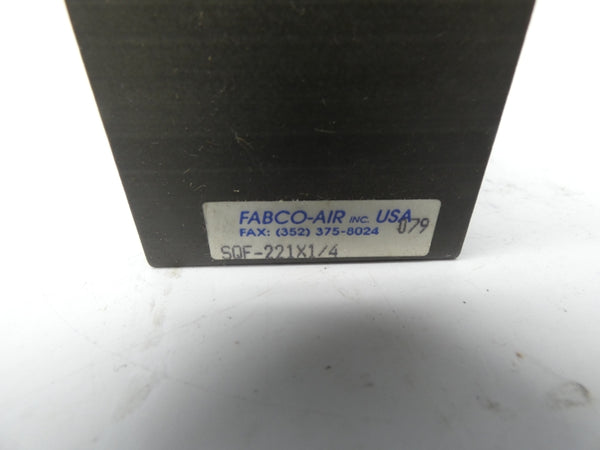 FABCO-AIR INC. USA
FAX: (352) 375-8024 079
SQF-221X1/4